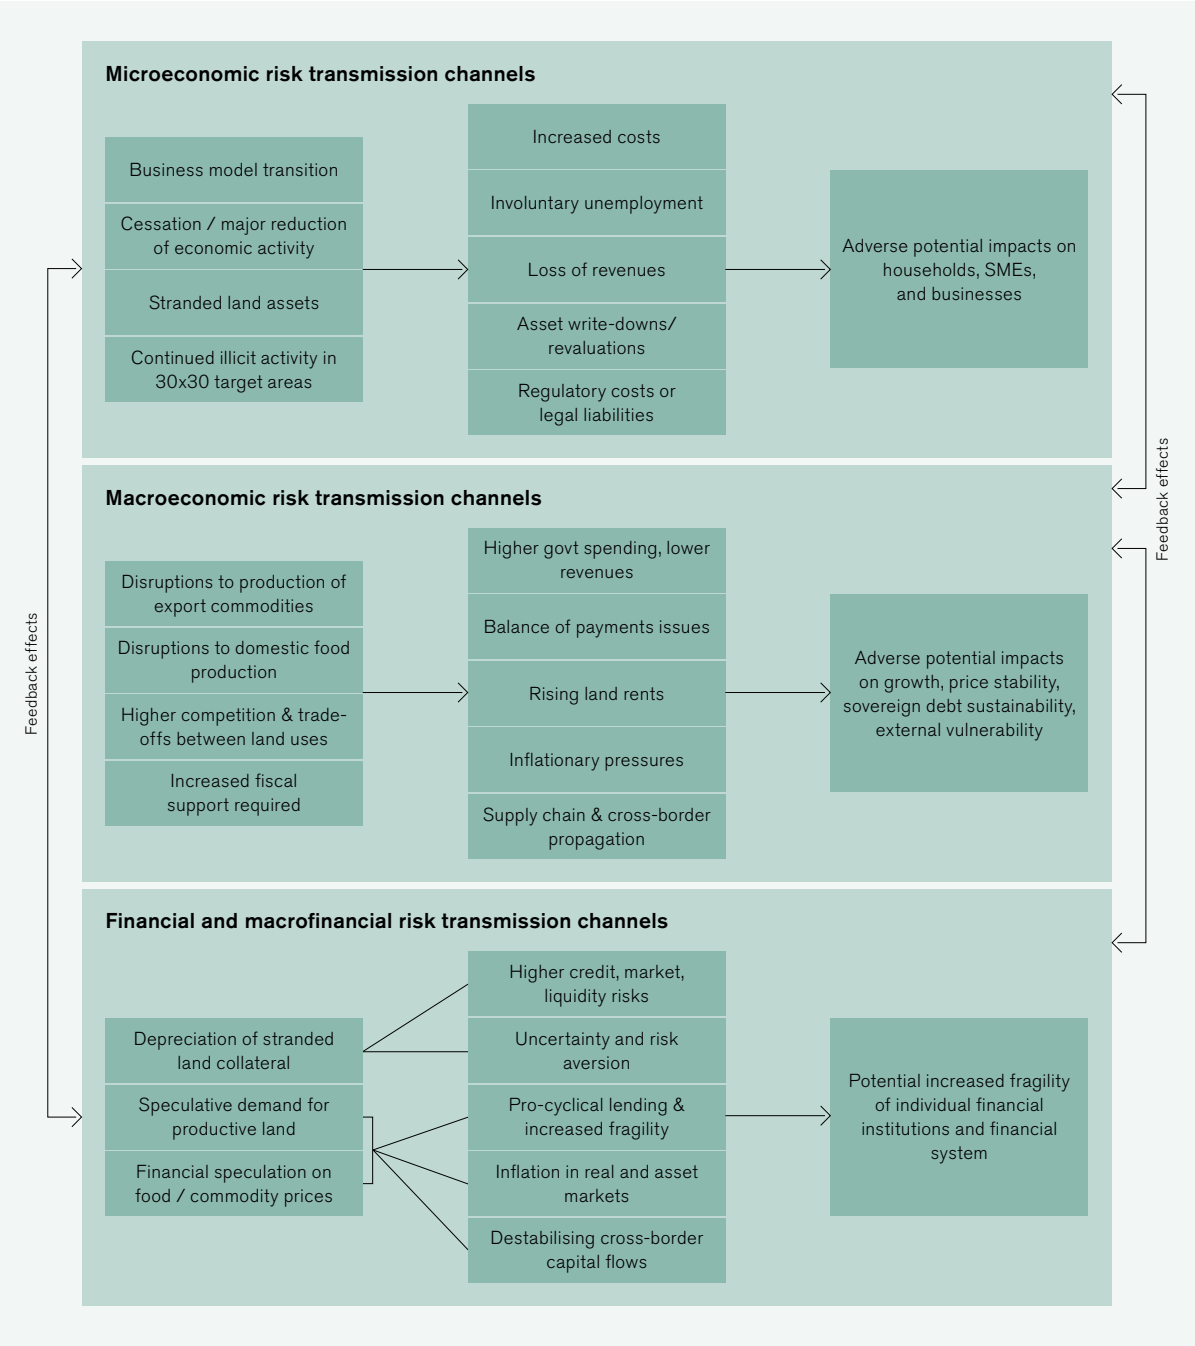 Microeconomic risk transmission channels
Business model transition
Cessation / major reduction
of economic activity
Stranded land assets
Continued illicit activity in
30x30 target areas
Increased costs
Involuntary unemployment
Loss of revenues
Asset write-downs/
revaluations
Regulatory costs or
legal liabilities
Adverse potential impacts on
households, SMEs,
and businesses
Macroeconomic risk transmission channels
Disruptions to production of
export commodities
Disruptions to domestic food
production
Higher competition & trade-
offs between land uses
Increased fiscal
support required
Higher govt spending, lower
revenues
Balance of payments issues
Rising land rents
Inflationary pressures
Supply chain & cross-border
propagation
Adverse potential impacts
on growth, price stability,
sovereign debt sustainability,
external vulnerability
Financial and macrofinancial risk transmission channels
Depreciation of stranded
land collateral
Speculative demand for
productive land
Financial speculation on
food / commodity prices
Higher credit, market,
liquidity risks
Uncertainty and risk
aversion
Pro-cyclical lending &
increased fragility
Inflation in real and asset
markets
Destabilising cross-border
capital flows
Potential increased fragility
of individual financial
institutions and financial
system
Feedback effects
Feedback effects